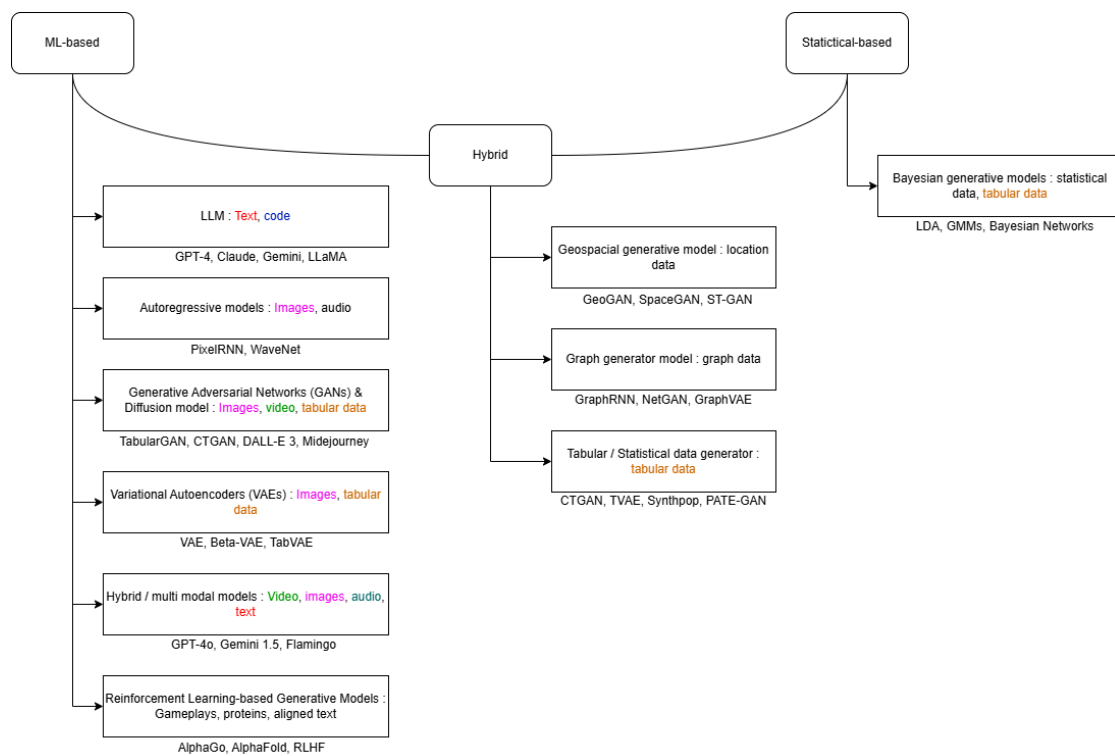 ML-based
Statictical-based
Hybrid
LLM : Text, code
GPT-4, Claude, Gemini, LLaMA
Autoregressive models : Images, audio
PixelRNN, WaveNet
Generative Adversarial Networks (GANs) &
Diffusion model : Images, video, tabular data
TabularGAN, CTGAN, DALL-E 3, Midejourney
Variational Autoencoders (VAEs) : Images, tabular
data
VAE, Beta-VAE, TabVAE
Hybrid / multi modal models : Video, images, audio,
text
GPT-4o, Gemini 1.5, Flamingo
Reinforcement Learning-based Generative Models :
Gameplays, proteins, aligned text
AlphaGo, AlphaFold, RLHF
Geospacial generative model : location
data
GeoGAN, SpaceGAN, ST-GAN
Graph generator model : graph data
GraphRNN, NetGAN, GraphVAE
Tabular / Statistical data generator :
tabular data
CTGAN, TVAE, Synthpop, PATE-GAN
Bayesian generative models : statistical
data, tabular data
LDA, GMMs, Bayesian Networks